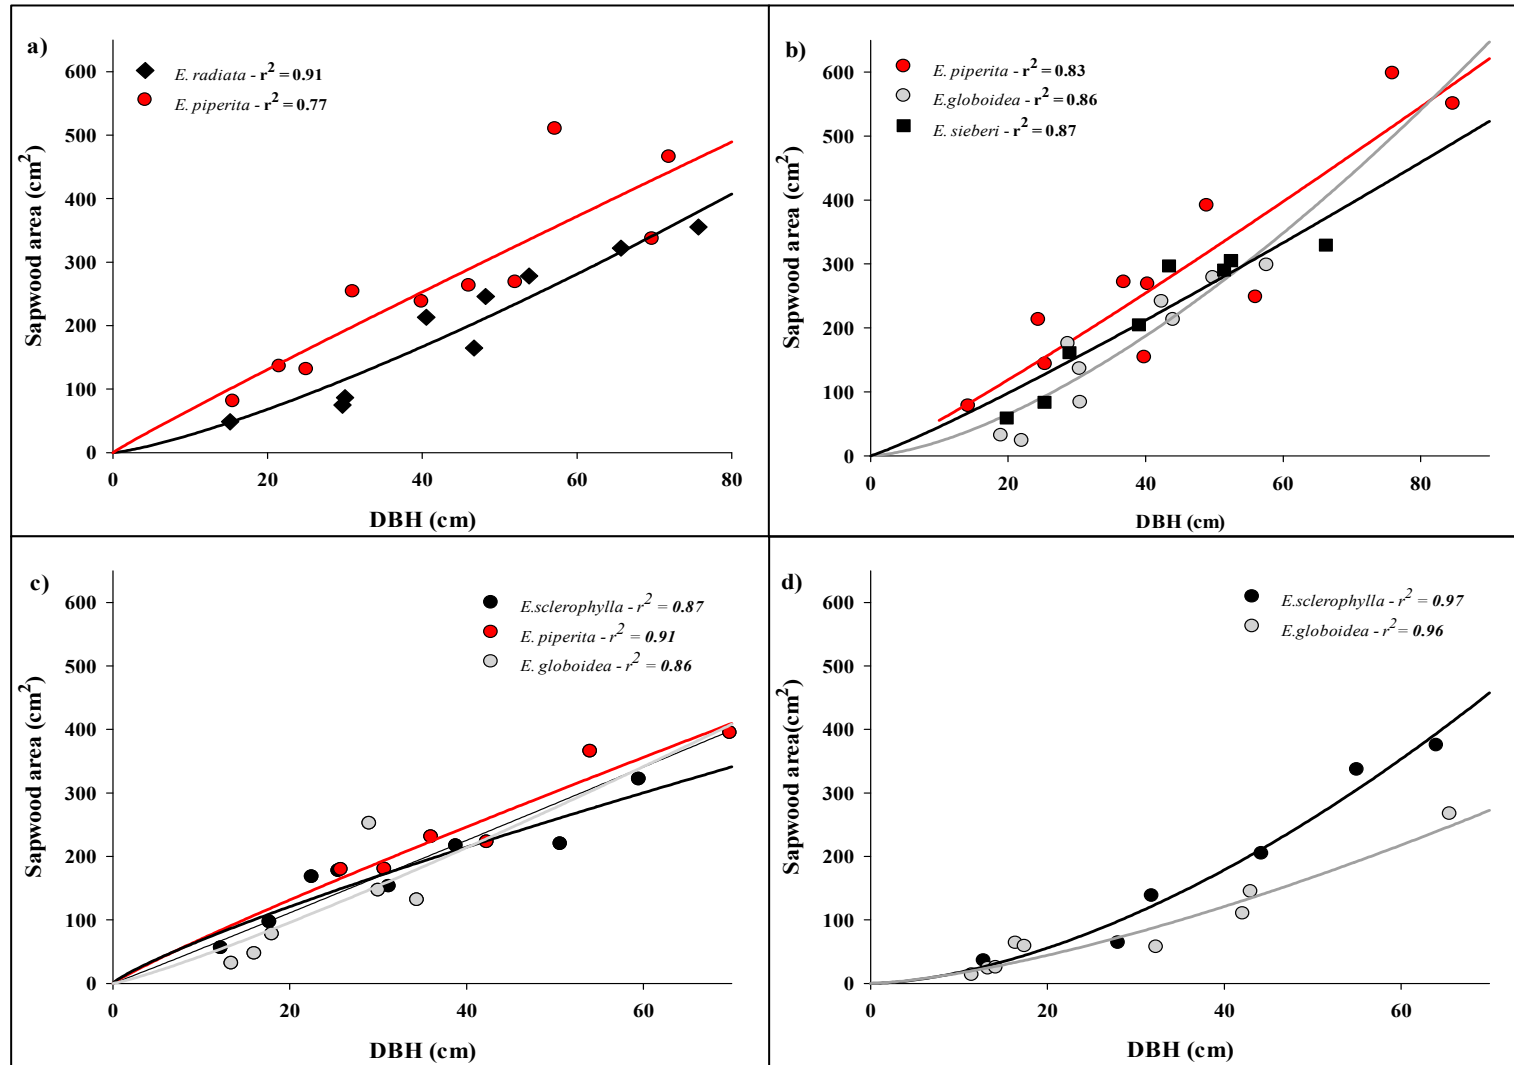 a)
E. radiata - r² = 0.91
E. piperita - r² = 0.77
Sapwood area (cm²)
600
500
400
300
200
100
0
0 20 40 60 80
DBH (cm)
b)
E. piperita - r² = 0.83
E.globoidea - r² = 0.86
E. sieberi - r² = 0.87
Sapwood area (cm²)
600
500
400
300
200
100
0
0 20 40 60 80
DBH (cm)
c)
E.sclerophylla - r² = 0.87
E. piperita - r² = 0.91
E. globoidea - r² = 0.86
Sapwood area (cm²)
600
500
400
300
200
100
0
0 20 40 60
DBH (cm)
d)
E.sclerophylla - r² = 0.97
E.globoidea - r² = 0.96
Sapwood area(cm²)
600
500
400
300
200
100
0
0 20 40 60
DBH (cm)